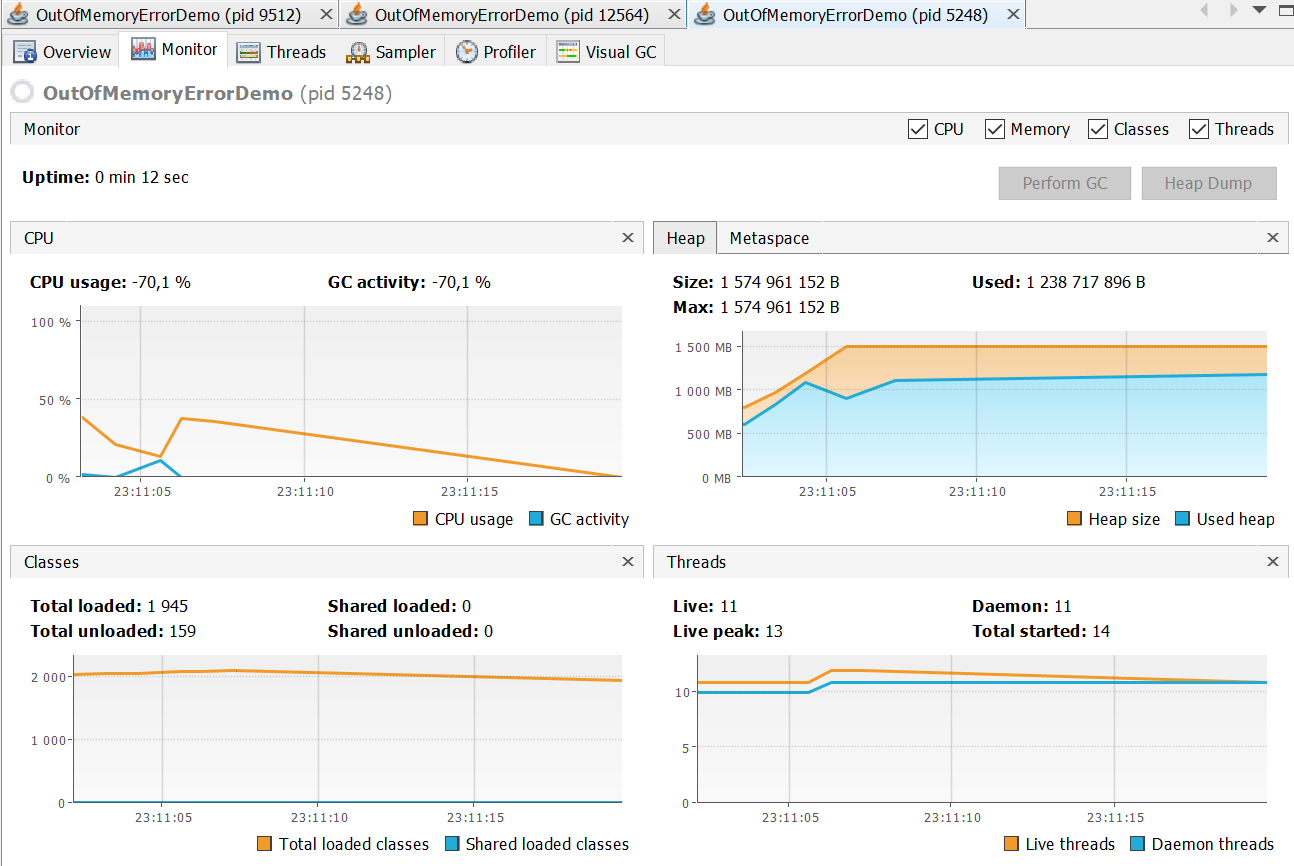 OutOfMemoryErrorDemo (pid 9512) OutOfMemoryErrorDemo (pid 12564) OutOfMemoryErrorDemo (pid 5248)
Overview Monitor Threads Sampler Profiler Visual GC
OutOfMemoryErrorDemo (pid 5248)
Monitor CPU Memory Classes Threads
Uptime: 0 min 12 sec Perform GC Heap Dump
CPU
CPU usage: -70,1 % GC activity: -70,1 %
100 %
50 %
0 %
23:11:05 23:11:10 23:11:15
CPU usage GC activity
Heap Metaspace
Size: 1 574 961 152 B Used: 1 238 717 896 B
Max: 1 574 961 152 B
1 500 MB
1 000 MB
500 MB
0 MB
23:11:05 23:11:10 23:11:15
Heap size Used heap
Classes
Total loaded: 1 945 Shared loaded: 0
Total unloaded: 159 Shared unloaded: 0
2 000
1 000
0
23:11:05 23:11:10 23:11:15
Total loaded classes Shared loaded classes
Threads
Live: 11 Daemon: 11
Live peak: 13 Total started: 14
10
5
0
23:11:05 23:11:10 23:11:15
Live threads Daemon threads